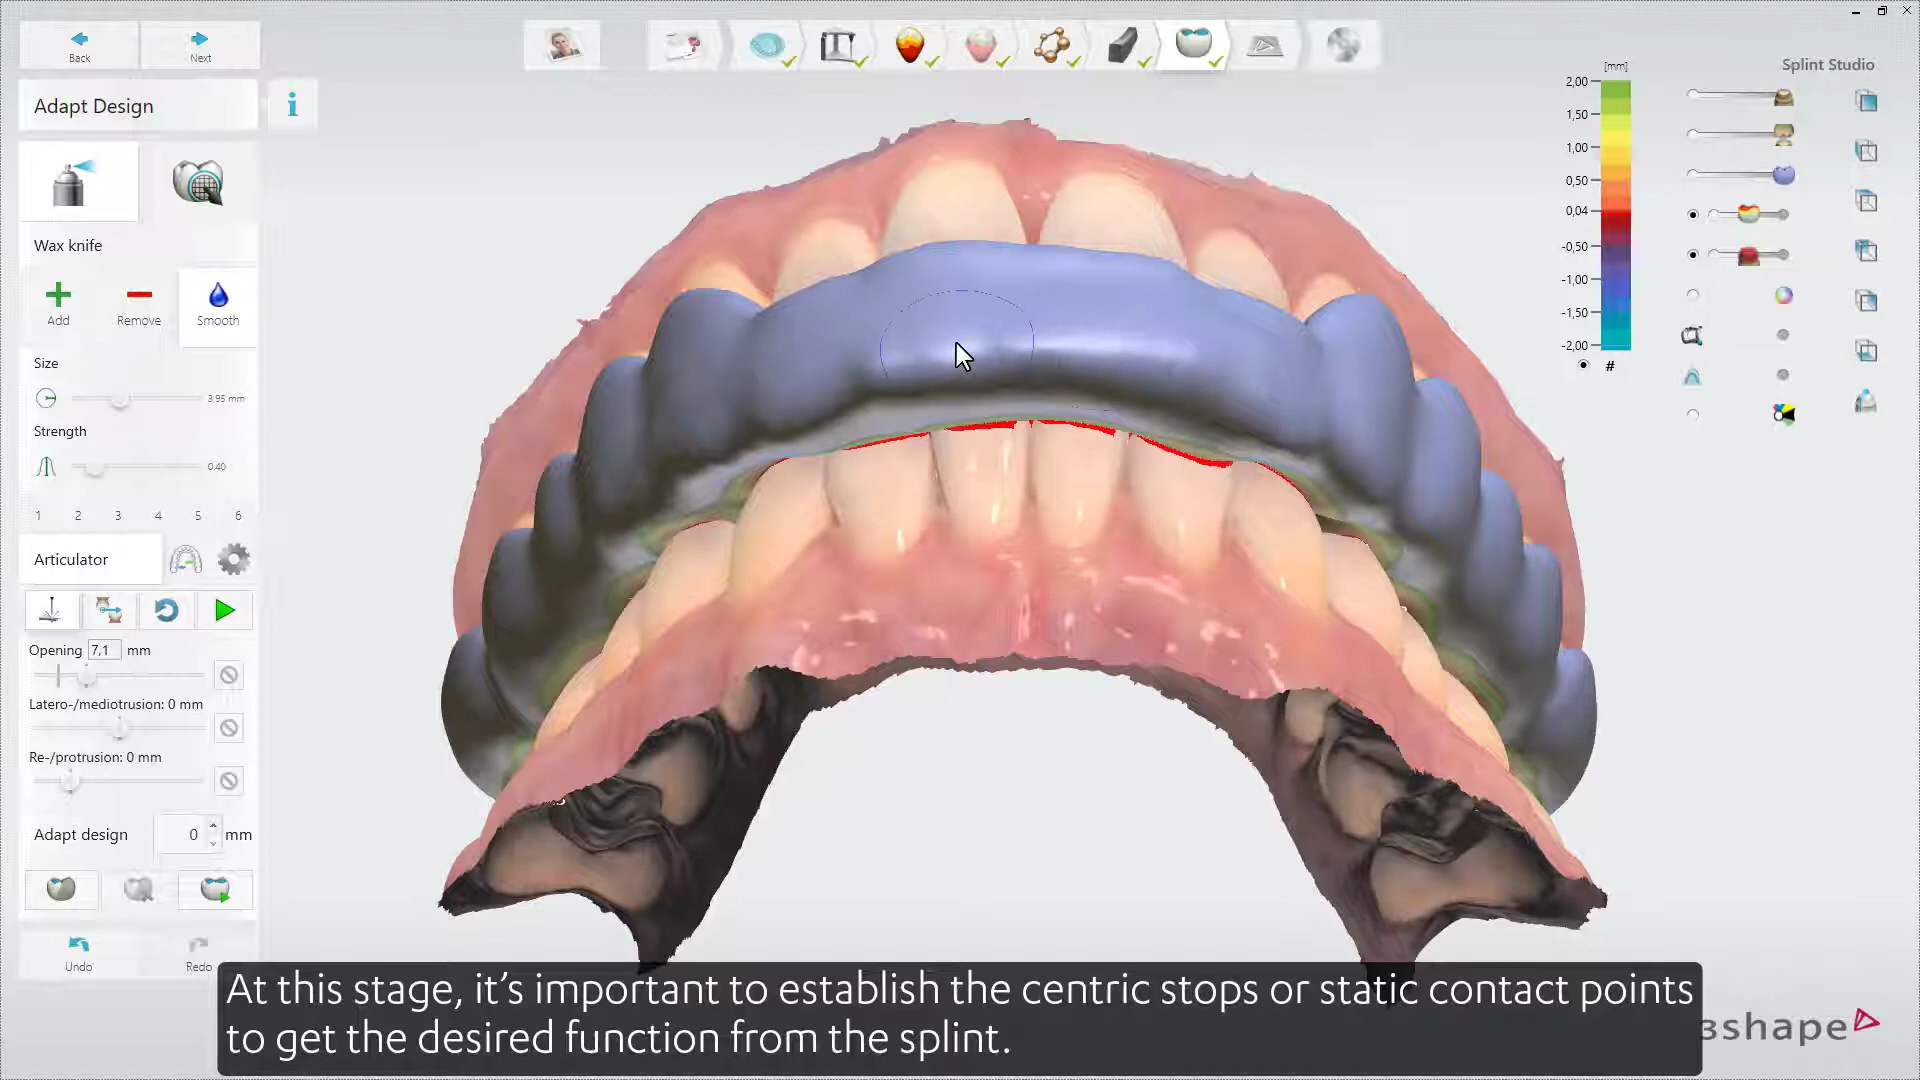 Back
Next
Splint Studio
[mm]
2,00
1,50
1,00
0,50
0,04
-0,50
-1,00
-1,50
-2,00
#
Adapt Design
i
Wax knife
Add
Remove
Smooth
Size
3.95 mm
Strength
0.40
1 2 3 4 5 6
Articulator
Opening 7,1 mm
Latero-/mediotrusion: 0 mm
Re-/protrusion: 0 mm
Adapt design 0 mm
Undo
Redo
At this stage, it's important to establish the centric stops or static contact points
to get the desired function from the splint.
3shape